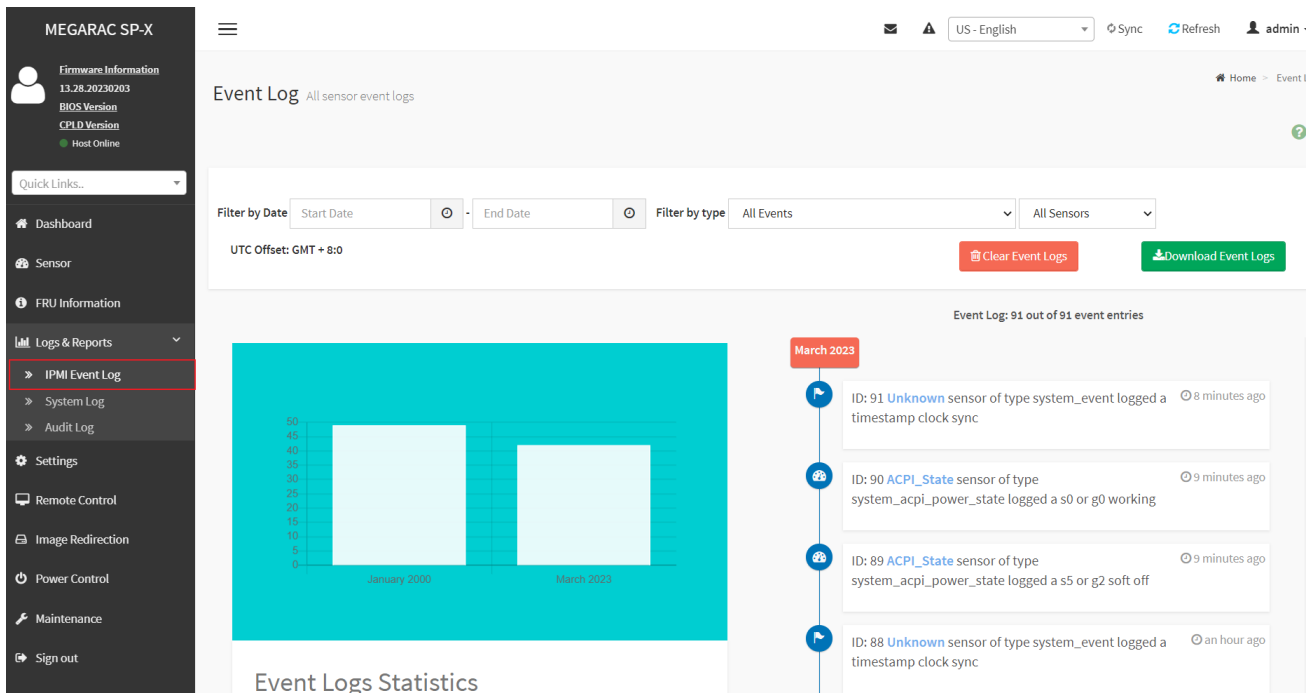 MEGARAC SP-X
US - English
Sync
Refresh
admin
Firmware Information
13.28.20230203
BIOS Version
CPLD Version
Host Online
Quick Links..
Dashboard
Sensor
FRU Information
Logs & Reports
IPMI Event Log
System Log
Audit Log
Settings
Remote Control
Image Redirection
Power Control
Maintenance
Sign out
Event Log All sensor event logs
Home > Event
Filter by Date Start Date - End Date Filter by type All Events All Sensors
UTC Offset: GMT + 8:0
Clear Event Logs
Download Event Logs
Event Log: 91 out of 91 event entries
50
45
40
35
30
25
20
15
10
5
0
January 2000 March 2023
Event Logs Statistics
March 2023
ID: 91 Unknown sensor of type system_event logged a 8 minutes ago
timestamp clock sync
ID: 90 ACPI_State sensor of type 9 minutes ago
system_acpi_power_state logged a s0 or g0 working
ID: 89 ACPI_State sensor of type 9 minutes ago
system_acpi_power_state logged a s5 or g2 soft off
ID: 88 Unknown sensor of type system_event logged a an hour ago
timestamp clock sync